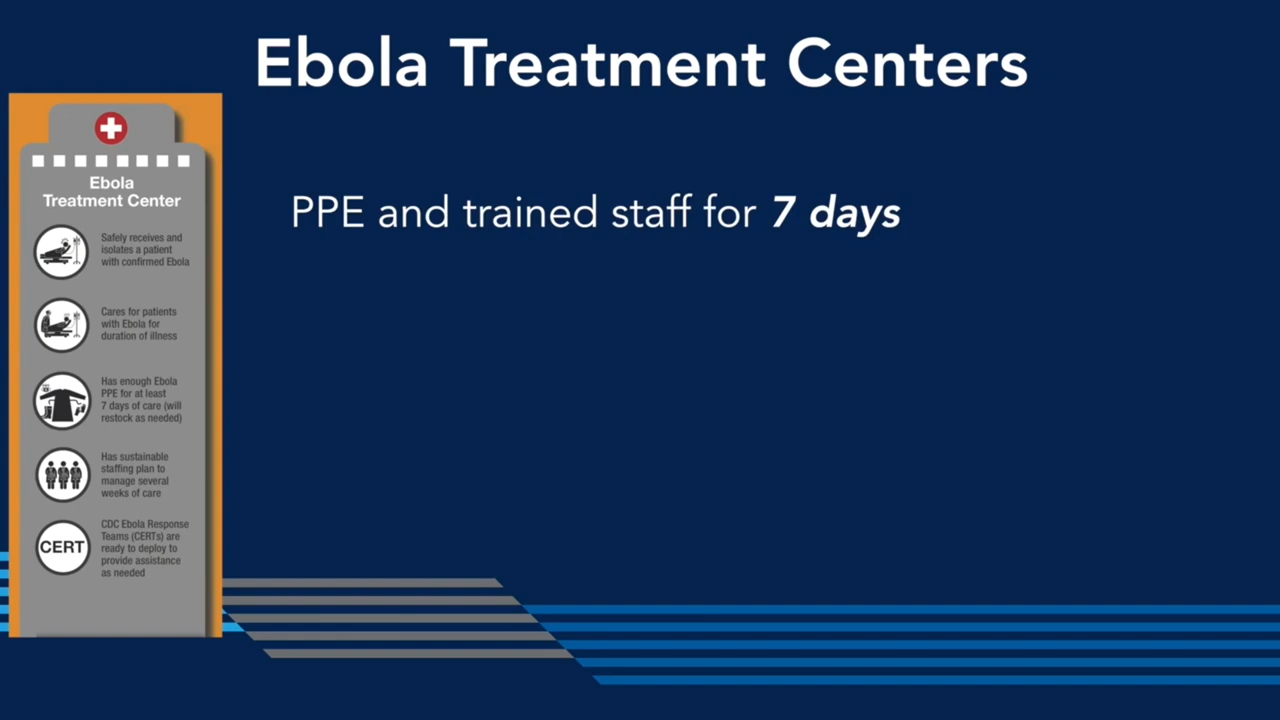 Ebola Treatment Centers
PPE and trained staff for 7 days
Ebola
Treatment Center
Safely receives and
isolates a patient
with confirmed Ebola
Cares for patients
with Ebola for
duration of illness
Has enough Ebola
PPE for at least
7 days of care (will
restock as needed)
Has sustainable
staffing plan to
manage several
weeks of care
CERT
CDC Ebola Response
Teams (CERTs) are
ready to deploy to
provide assistance
as needed